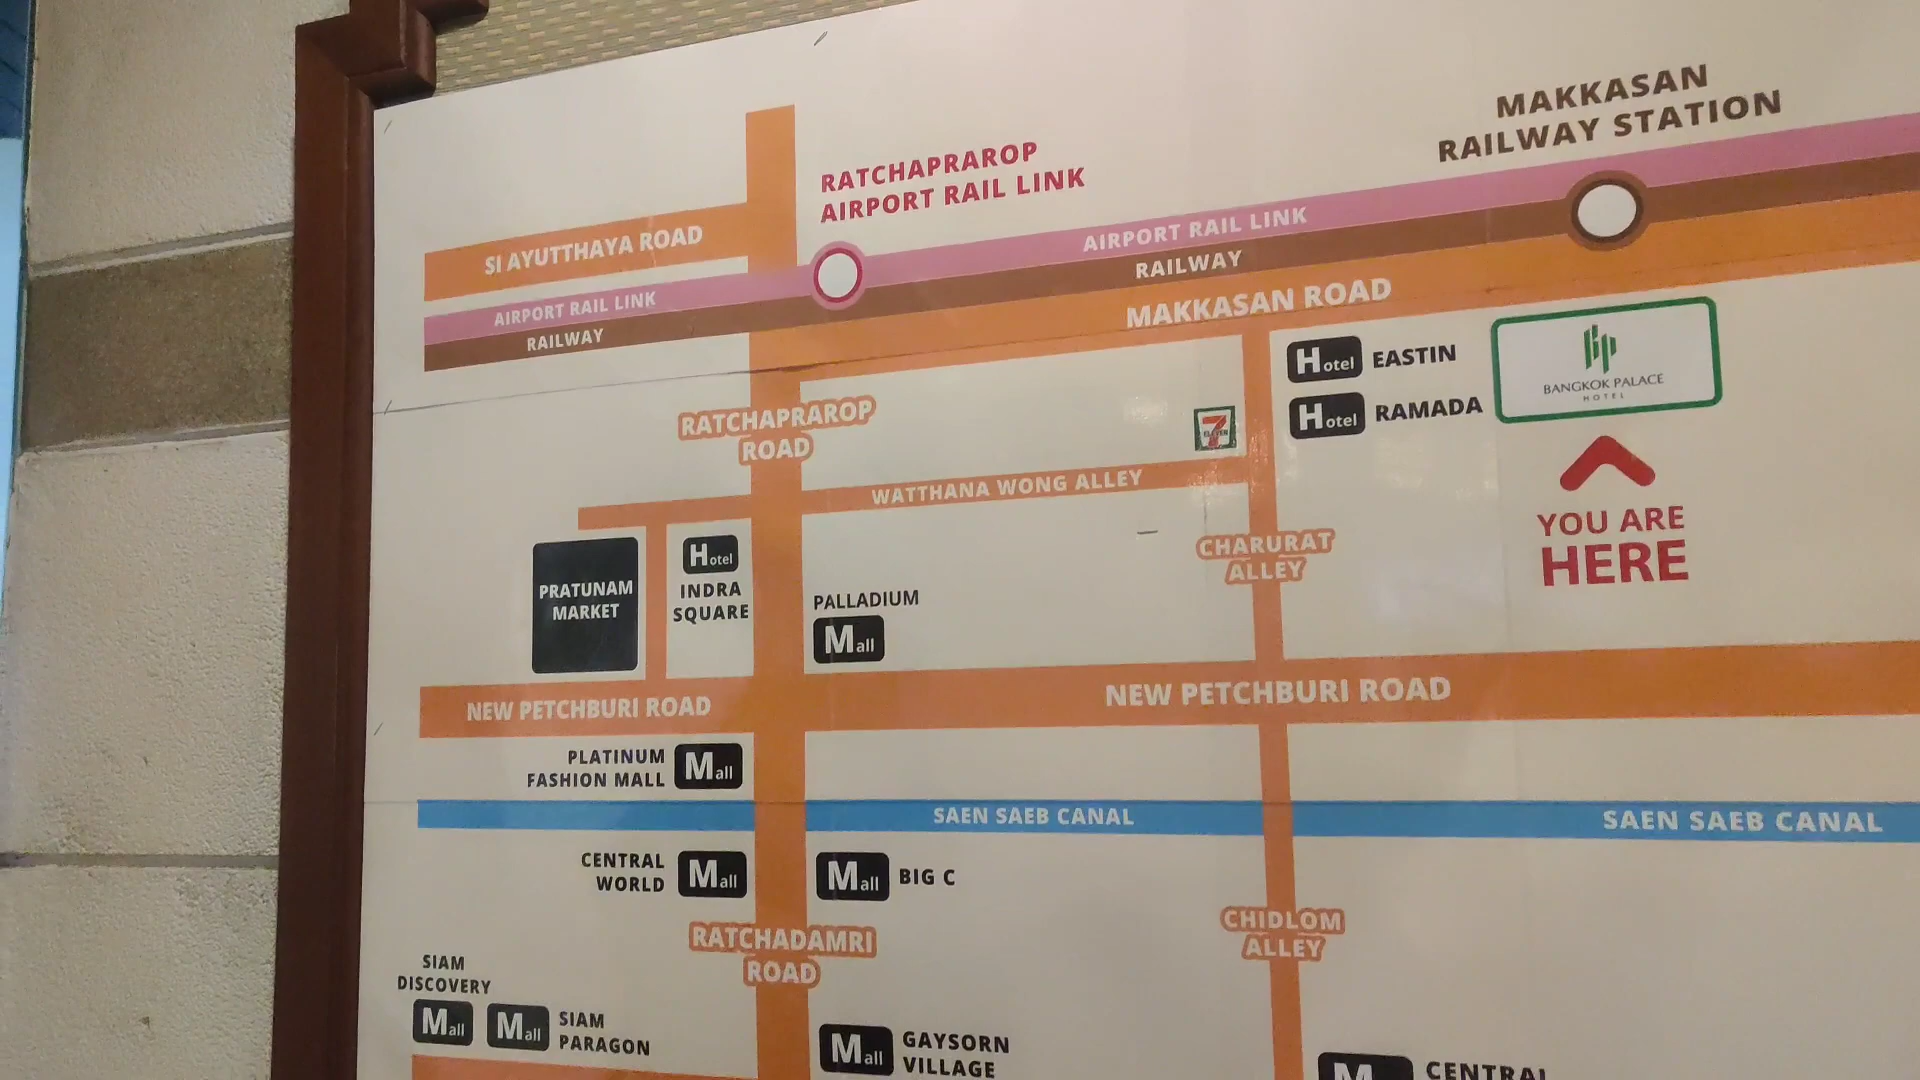 MAKKASAN
RAILWAY STATION
RATCHAPRAROP
AIRPORT RAIL LINK
SI AYUTTHAYA ROAD
AIRPORT RAIL LINK
RAILWAY
AIRPORT RAIL LINK
RAILWAY
MAKKASAN ROAD
Hotel EASTIN
Hotel RAMADA
BANGKOK PALACE
HOTEL
YOU ARE
HERE
RATCHAPRAROP
ROAD
7
ELEVEN
WATTHANA WONG ALLEY
CHARURAT
ALLEY
PRATUNAM
MARKET
Hotel
INDRA
SQUARE
PALLADIUM
Mall
NEW PETCHBURI ROAD
NEW PETCHBURI ROAD
PLATINUM
FASHION MALL
Mall
SAEN SAEB CANAL
SAEN SAEB CANAL
CENTRAL
WORLD
Mall
Mall BIG C
RATCHADAMRI
ROAD
CHIDLOM
ALLEY
SIAM
DISCOVERY
Mall
Mall
SIAM
PARAGON
Mall
GAYSORN
VILLAGE
CENTRAL